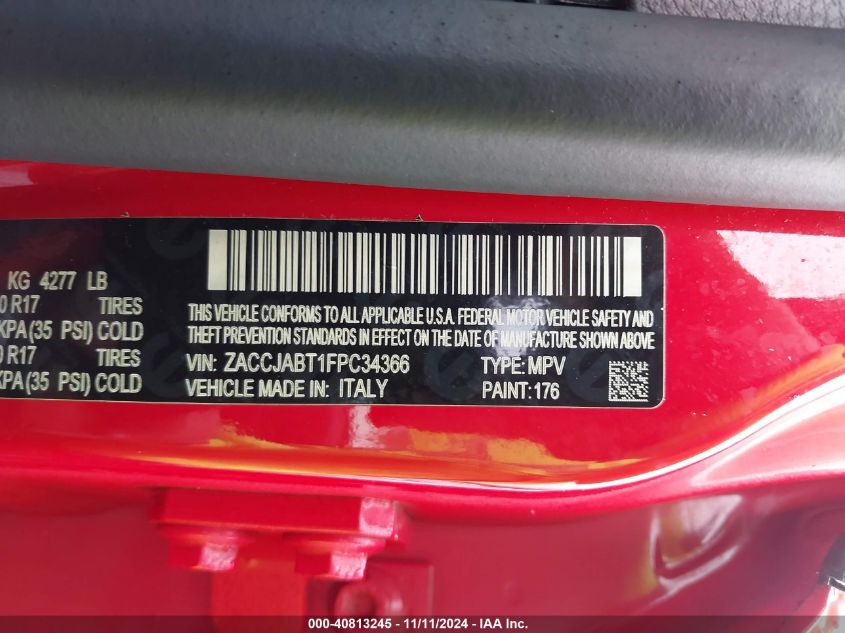 KG 4277 LB
0 R17 TIRES
KPA(35 PSI) COLD
0 R17 TIRES
KPA(35 PSI) COLD
THIS VEHICLE CONFORMS TO ALL APPLICABLE U.S.A. FEDERAL MOTOR VEHICLE SAFETY AND
THEFT PREVENTION STANDARDS IN EFFECT ON THE DATE OF MANUFACTURE SHOWN ABOVE
VIN: ZACCJABT1FPC34366 TYPE: MPV
VEHICLE MADE IN: ITALY PAINT: 176
000-40813245 - 11/11/2024 - IAA Inc.